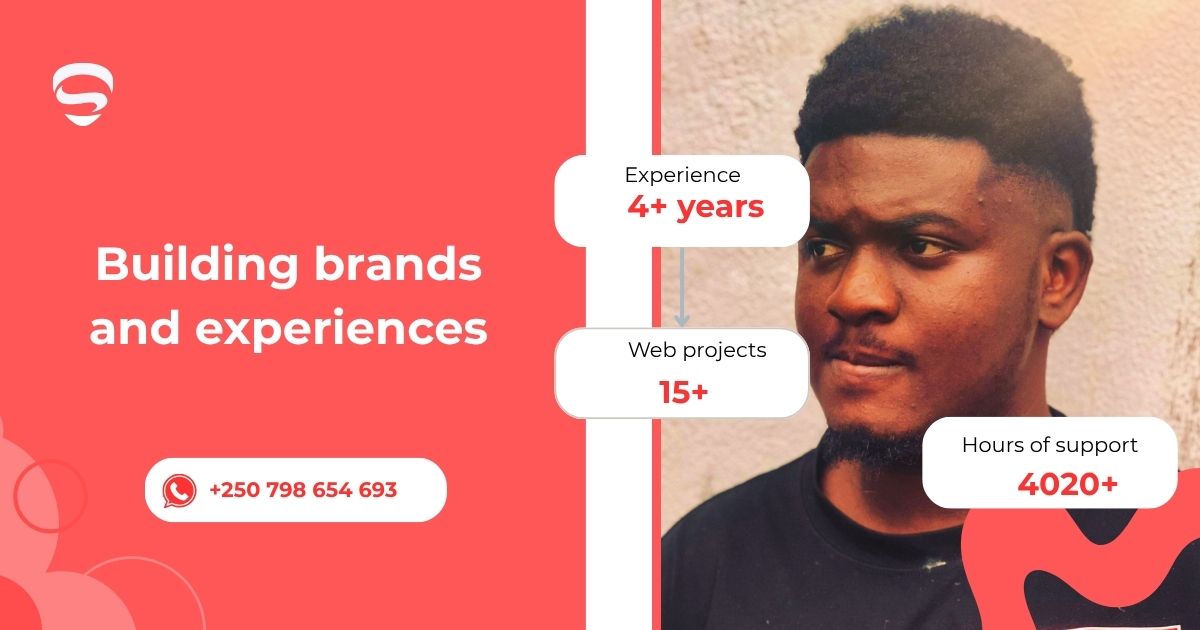 Building brands
and experiences
+250 798 654 693
Experience
4+ years
Web projects
15+
Hours of support
4020+